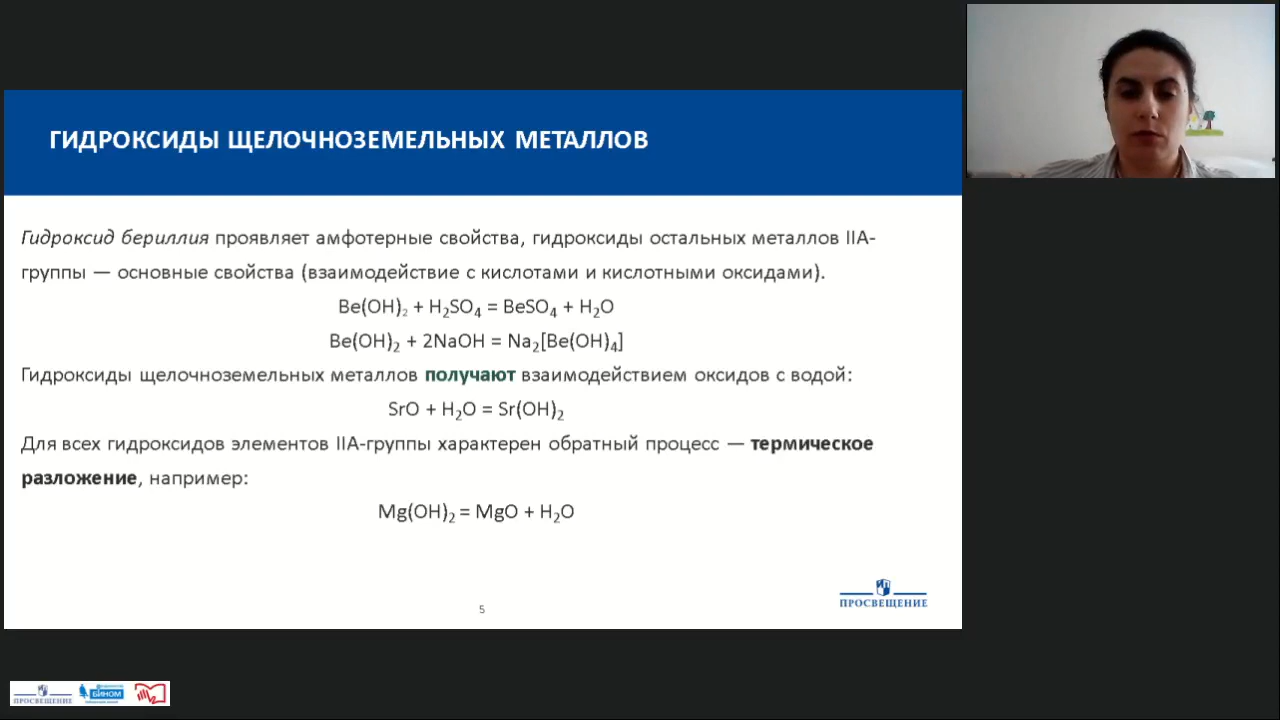 ГИДРОКСИДЫ ЩЕЛОЧНОЗЕМЕЛЬНЫХ МЕТАЛЛОВ
Гидроксид бериллия проявляет амфотерные свойства, гидроксиды остальных металлов IIА-
группы — основные свойства (взаимодействие с кислотами и кислотными оксидами).
Be(OH)₂ + H₂SO₄ = BeSO₄ + H₂O
Be(OH)₂ + 2NaOH = Na₂[Be(OH)₄]
Гидроксиды щелочноземельных металлов получают взаимодействием оксидов с водой:
SrO + H₂O = Sr(OH)₂
Для всех гидроксидов элементов IIА-группы характерен обратный процесс — термическое
разложение, например:
Mg(OH)₂ = MgO + H₂O
ПРОСВЕЩЕНИЕ
5
ПРОСВЕЩЕНИЕ
БИНОМ